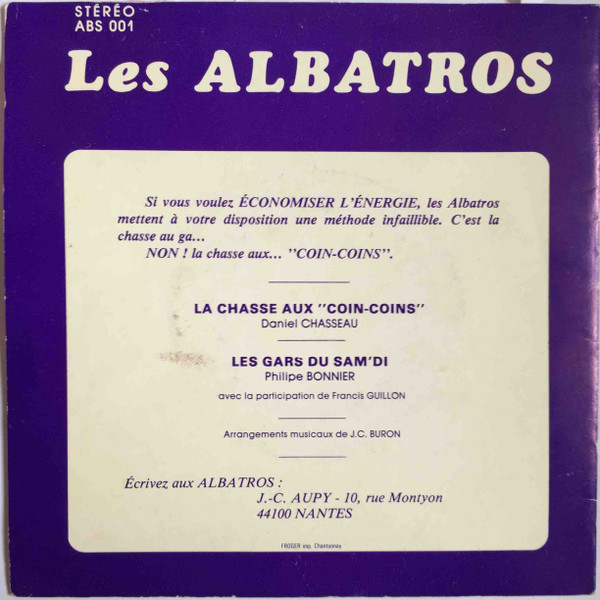 STÉRÉO
ABS 001
Les ALBATROS
Si vous voulez ÉCONOMISER L'ÉNERGIE, les Albatros
mettent à votre disposition une méthode infaillible. C'est la
chasse au ga...
NON ! la chasse aux... "COIN-COINS".
LA CHASSE AUX "COIN-COINS"
Daniel CHASSEAU
LES GARS DU SAM'DI
Philipe BONNIER
avec la participation de Francis GUILLON
Arrangements musicaux de J.C. BURON
Écrivez aux ALBATROS :
J.-C. AUPY - 10, rue Montyon
44100 NANTES
FROGER imp. Chantonnay